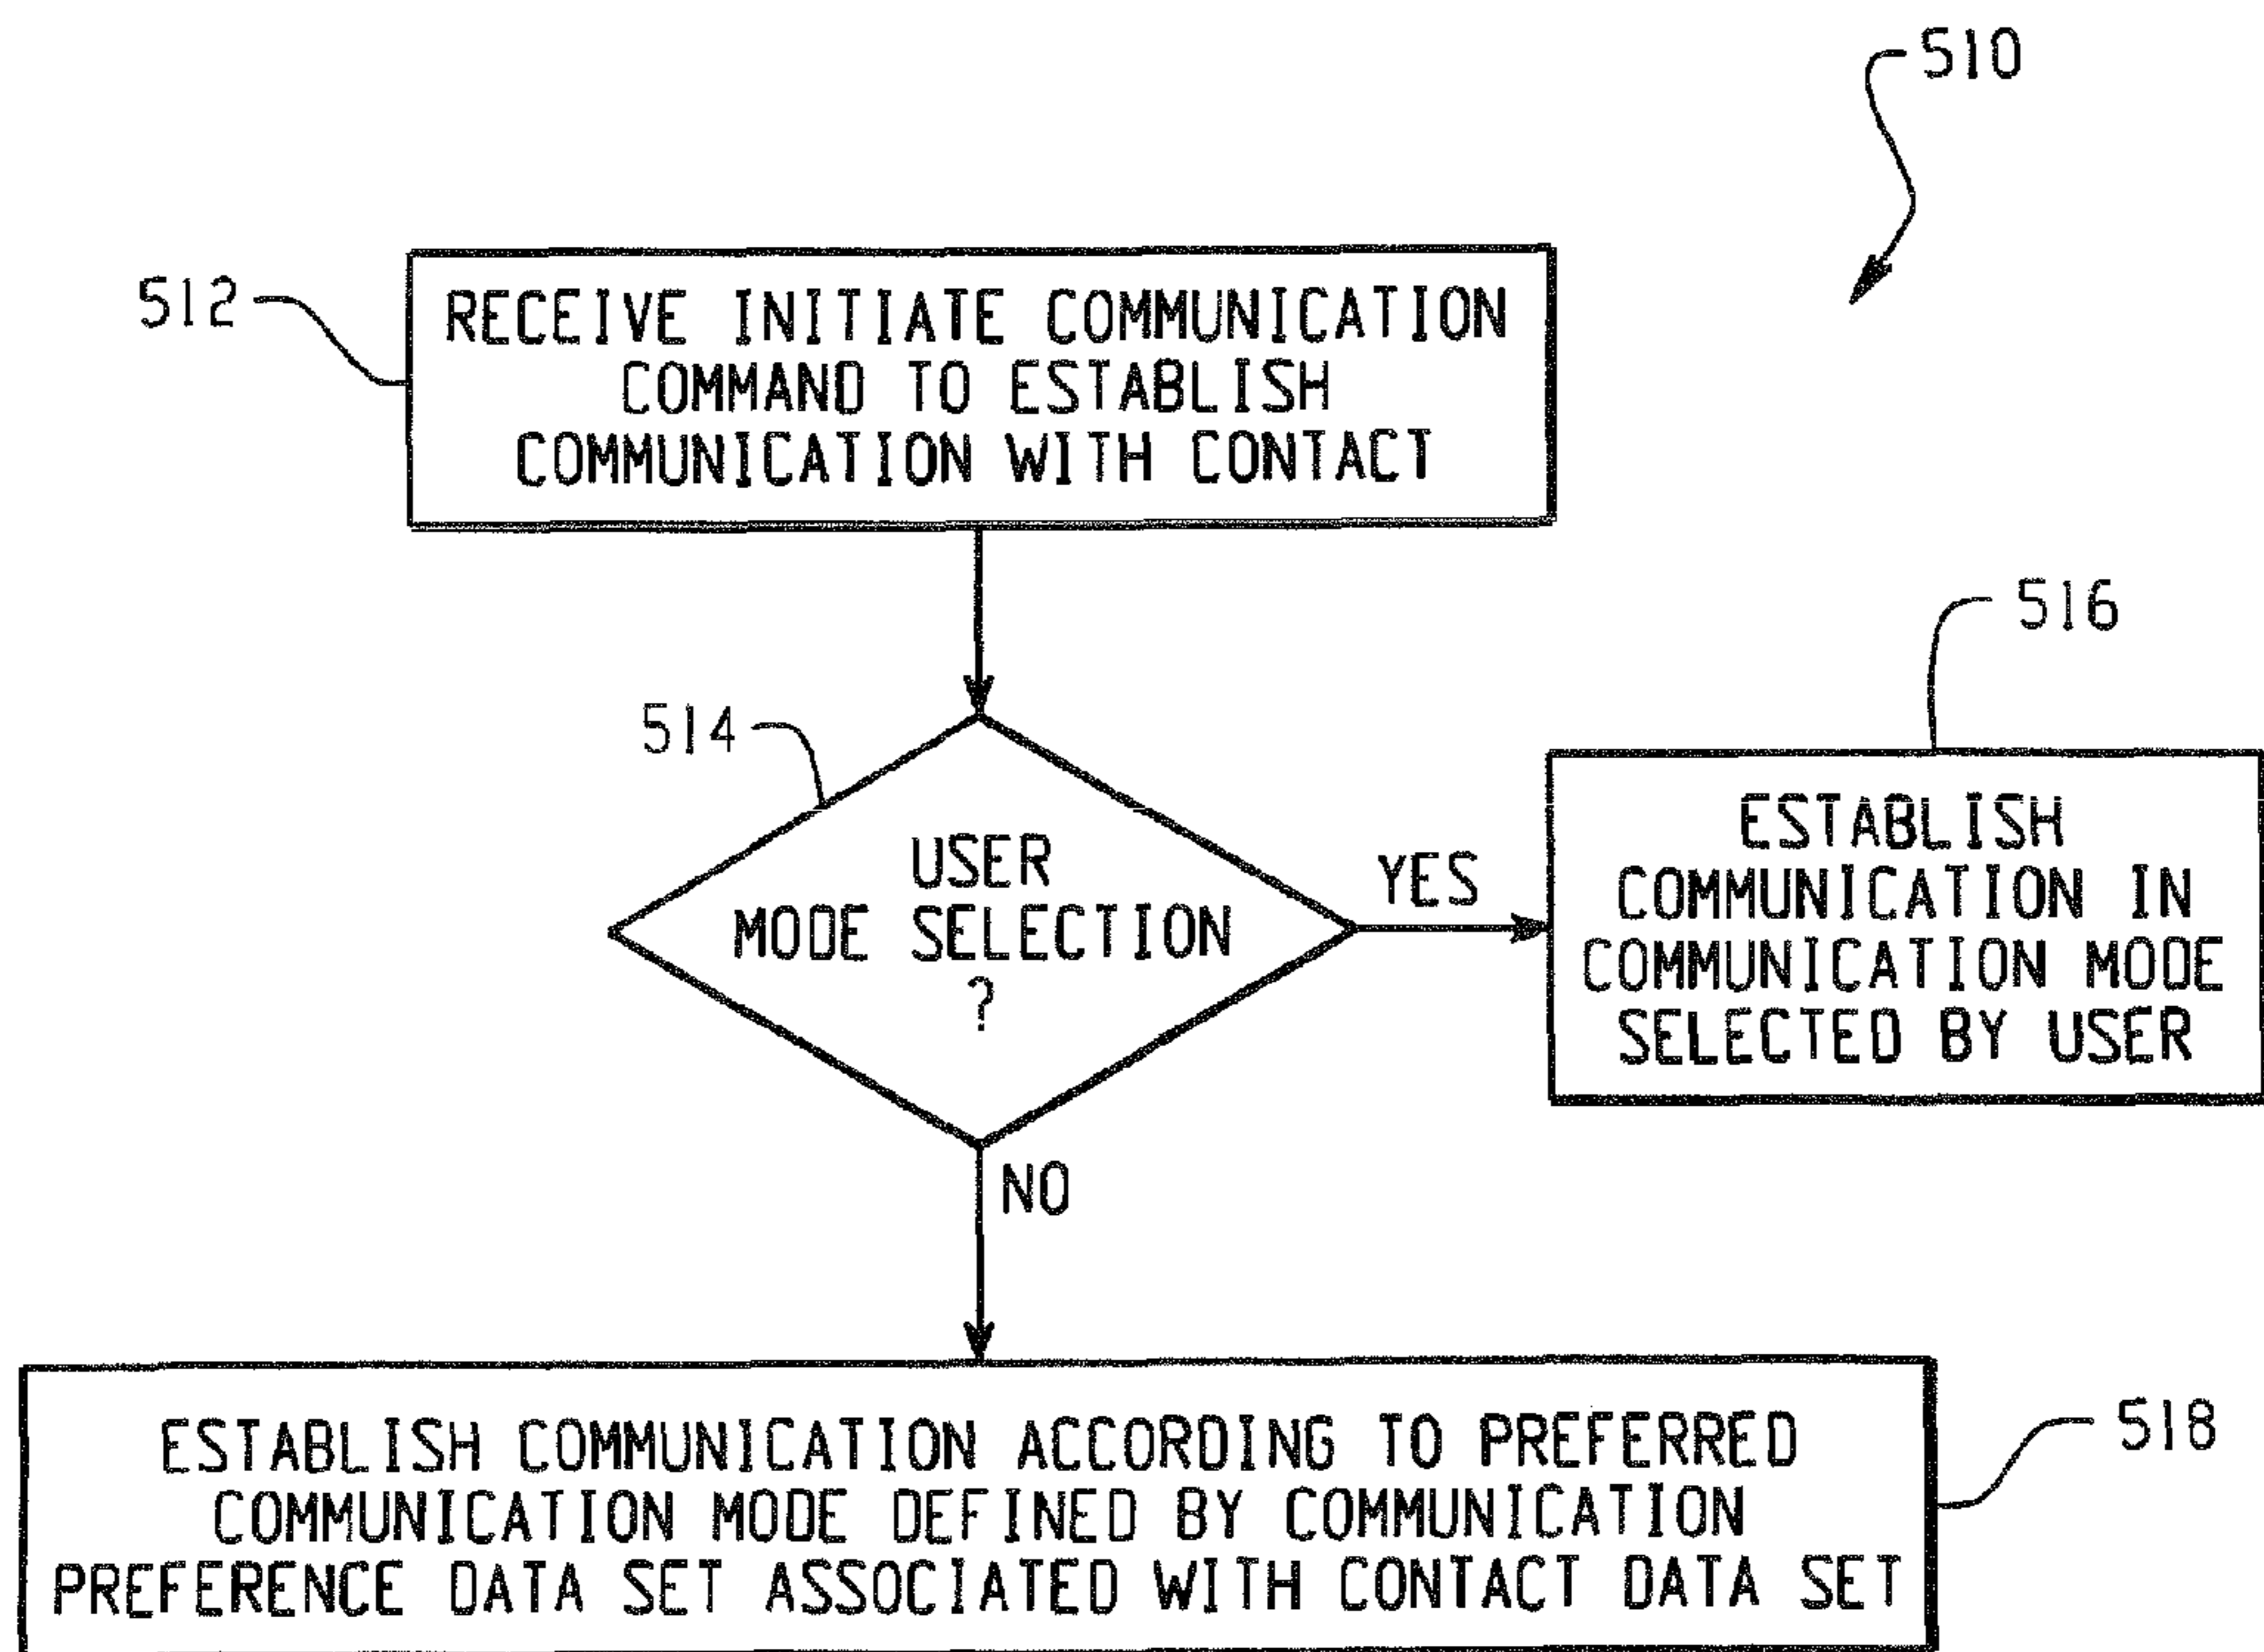 510
512
RECEIVE INITIATE COMMUNICATION
COMMAND TO ESTABLISH
COMMUNICATION WITH CONTACT
516
514
USER
MODE SELECTION
?
YES
ESTABLISH
COMMUNICATION IN
COMMUNICATION MODE
SELECTED BY USER
NO
ESTABLISH COMMUNICATION ACCORDING TO PREFERRED
COMMUNICATION MODE DEFINED BY COMMUNICATION
PREFERENCE DATA SET ASSOCIATED WITH CONTACT DATA SET
518